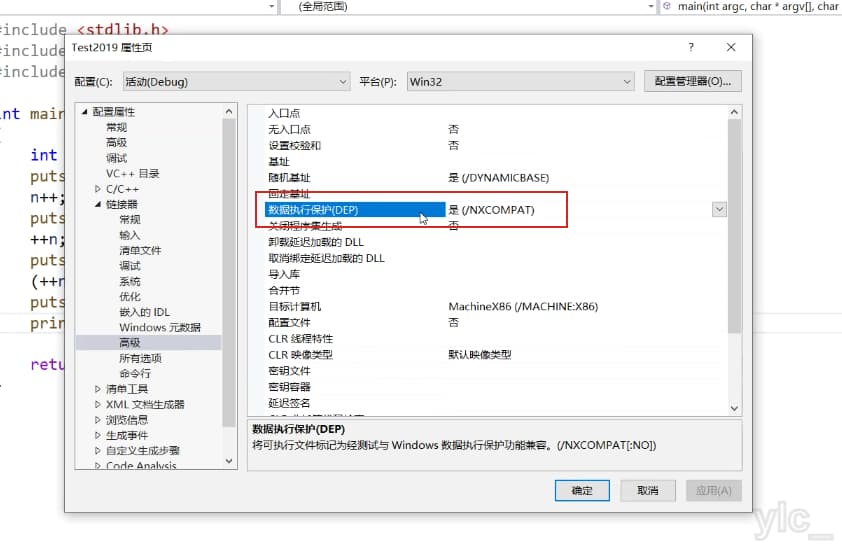 (全局范围)
main(int argc, char * argv[], char
#include <stdlib.h>
#include
#include
int main
int
puts
n++;
puts
++n;
puts
(++n
puts
prin
retu
Test2019 属性页
?
配置(C):
活动(Debug)
平台(P):
Win32
配置管理器(O)...
配置属性
常规
高级
调试
VC++ 目录
C/C++
链接器
常规
输入
清单文件
调试
系统
优化
嵌入的 IDL
Windows 元数据
高级
所有选项
命令行
清单工具
XML 文档生成器
浏览信息
生成事件
自定义生成步骤
Code Analysis
入口点
无入口点 否
设置校验和 否
基址
随机基址 是 (/DYNAMICBASE)
固定基址
数据执行保护(DEP) 是 (/NXCOMPAT)
关闭程序集生成 否
卸载延迟加载的 DLL
取消绑定延迟加载的 DLL
导入库
合并节
目标计算机 MachineX86 (/MACHINE:X86)
配置文件 否
CLR 线程特性
CLR 映像类型 默认映像类型
密钥文件
密钥容器
延迟签名
数据执行保护(DEP)
将可执行文件标记为经测试与 Windows 数据执行保护功能兼容。(/NXCOMPAT[:NO])
确定
取消
应用(A)
ylc_